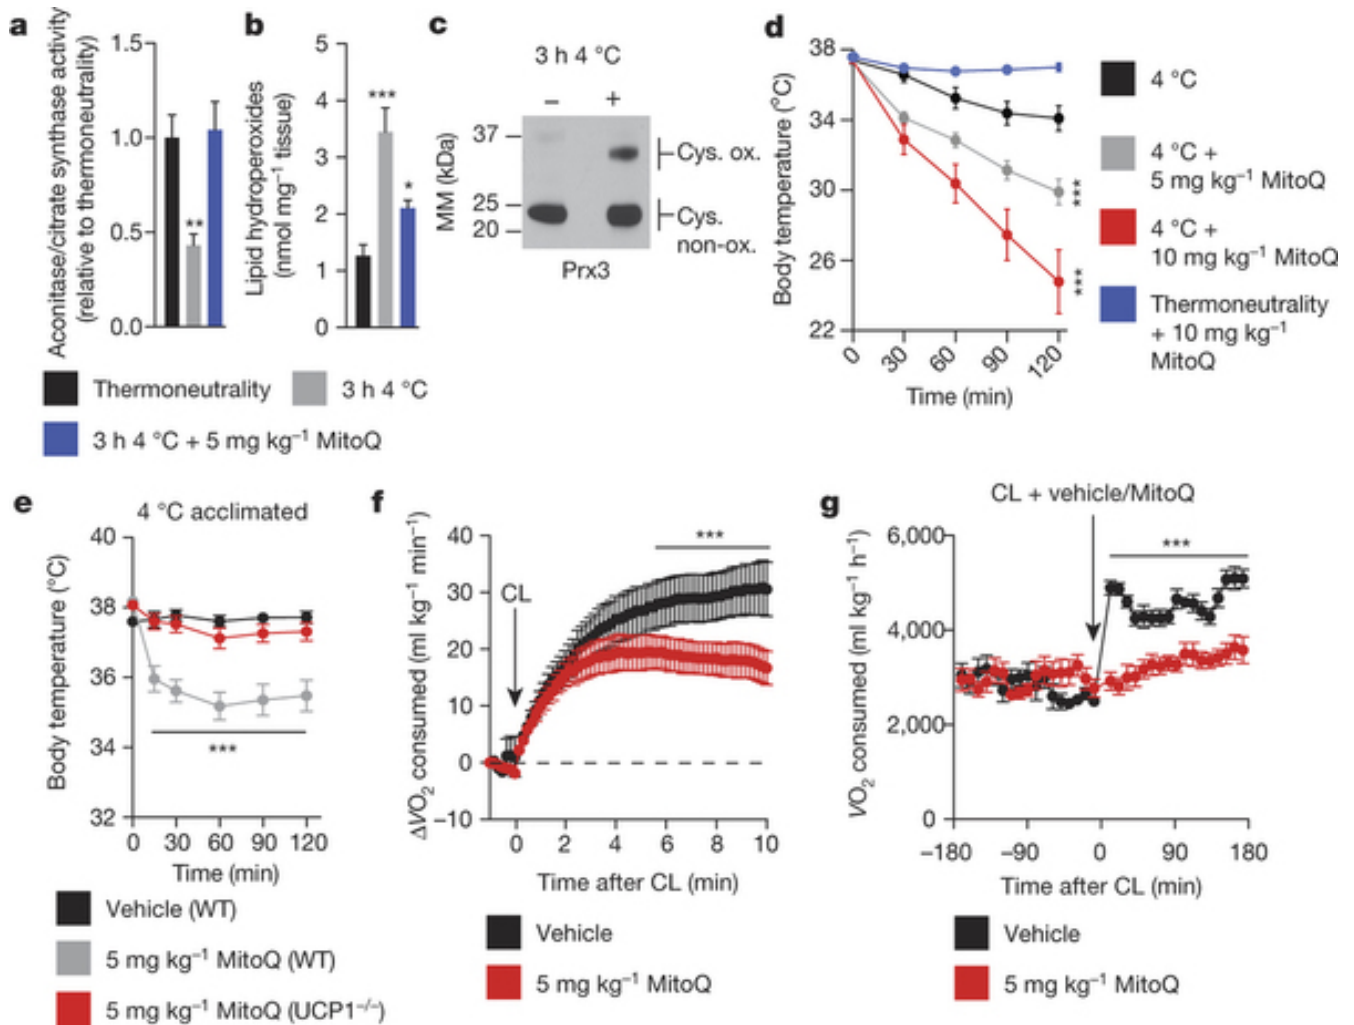 a
Aconitase/citrate synthase activity
(relative to thermoneutrality)
1.5
1.0
0.5
0.0
**
b
Lipid hydroperoxides
(nmol mg⁻¹ tissue)
5
4
3
2
1
0
***
*
Thermoneutrality
3 h 4 °C
3 h 4 °C + 5 mg kg⁻¹ MitoQ
c
3 h 4 °C
– +
MM (kDa)
37
25
20
Cys. ox.
Cys.
non-ox.
Prx3
d
Body temperature (°C)
38
34
30
26
22
0 30 60 90 120
Time (min)
***
***
4 °C
4 °C +
5 mg kg⁻¹ MitoQ
4 °C +
10 mg kg⁻¹ MitoQ
Thermoneutrality
+ 10 mg kg⁻¹
MitoQ
e
4 °C acclimated
Body temperature (°C)
40
38
36
34
32
***
0 30 60 90 120
Time (min)
Vehicle (WT)
5 mg kg⁻¹ MitoQ (WT)
5 mg kg⁻¹ MitoQ (UCP1⁻/⁻)
f
ΔVO₂ consumed (ml kg⁻¹ min⁻¹)
40
30
20
10
0
–10
CL
***
0 2 4 6 8 10
Time after CL (min)
Vehicle
5 mg kg⁻¹ MitoQ
g
CL + vehicle/MitoQ
VO₂ consumed (ml kg⁻¹ h⁻¹)
6,000
4,000
2,000
0
***
–180 –90 0 90 180
Time after CL (min)
Vehicle
5 mg kg⁻¹ MitoQ